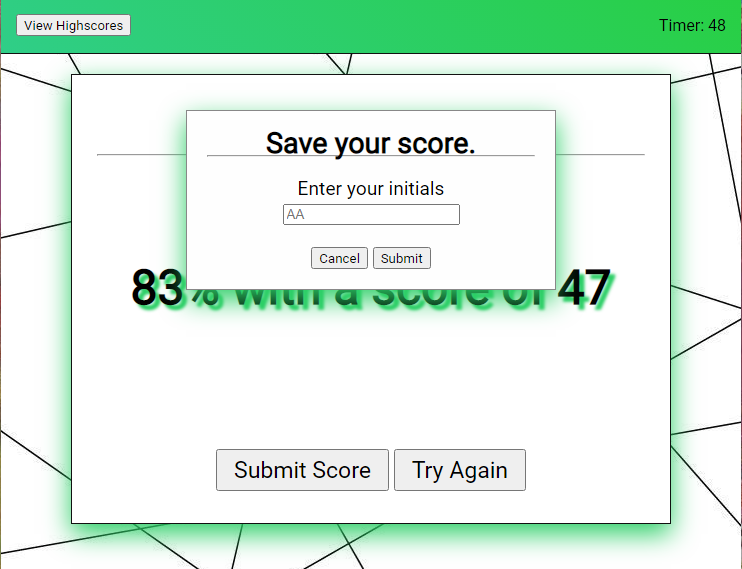 View Highscores
Timer: 48
Save your score.
Enter your initials
AA
Cancel Submit
83% with a score of 47
Submit Score Try Again